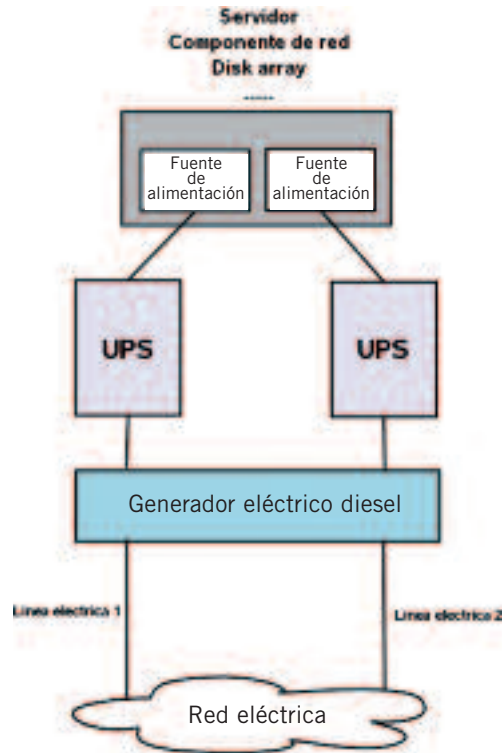 Servidor
Componente de red
Disk array
.....
Fuente
de
alimentación
Fuente
de
alimentación
UPS
UPS
Generador eléctrico diesel
Linea electrica 1
Linea electrica 2
Red eléctrica